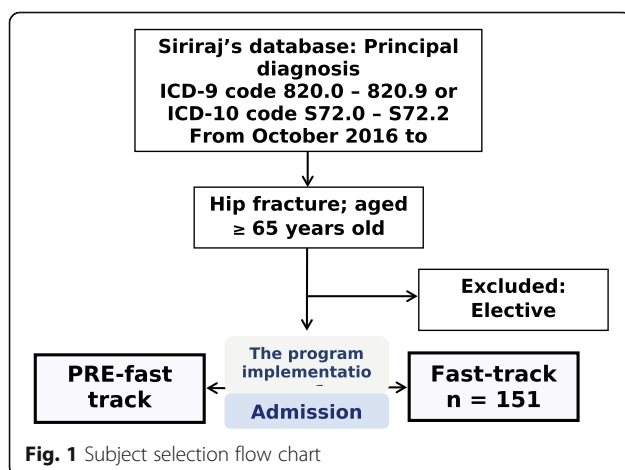 Siriraj’s database: Principal
diagnosis
ICD-9 code 820.0 – 820.9 or
ICD-10 code S72.0 – S72.2
From October 2016 to
Hip fracture; aged
≥ 65 years old
Excluded:
Elective
The program
implementatio
PRE-fast
track
Admission
Fast-track
n = 151
Fig. 1 Subject selection flow chart